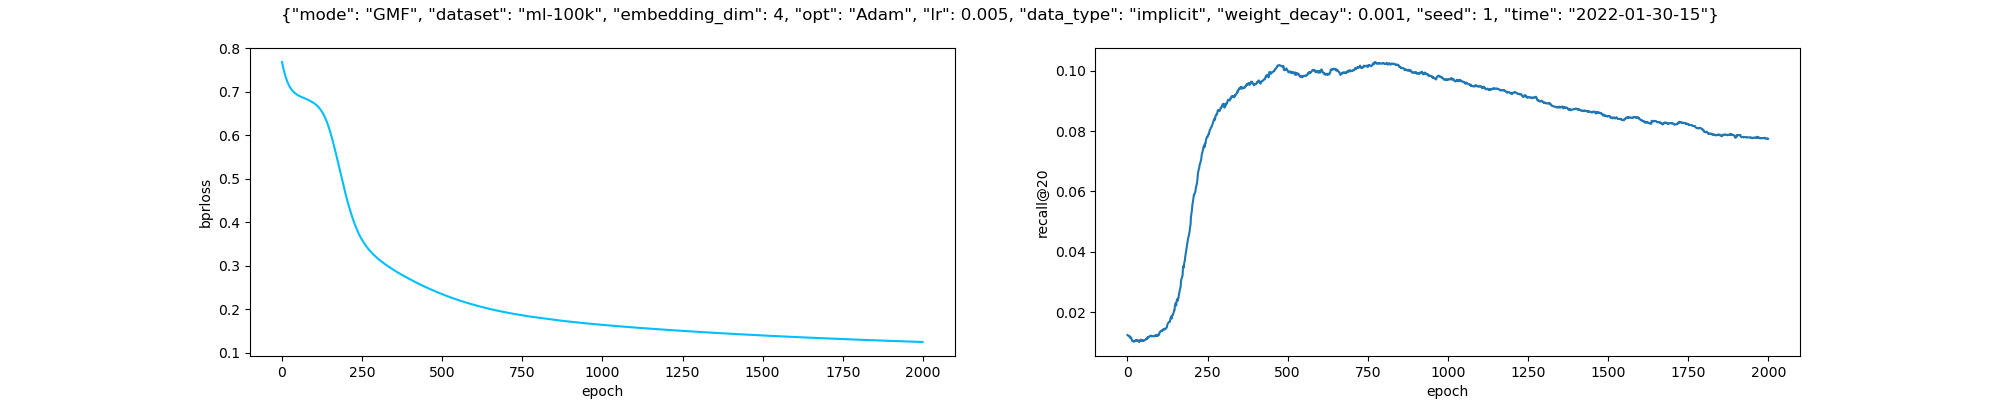 {"mode": "GMF", "dataset": "ml-100k", "embedding_dim": 4, "opt": "Adam", "lr": 0.005, "data_type": "implicit", "weight_decay": 0.001, "seed": 1, "time": "2022-01-30-15"}
0.8
0.7
0.6
0.5
0.4
0.3
0.2
0.1
bprloss
0 250 500 750 1000 1250 1500 1750 2000
epoch
0.10
0.08
0.06
0.04
0.02
recall@20
0 250 500 750 1000 1250 1500 1750 2000
epoch